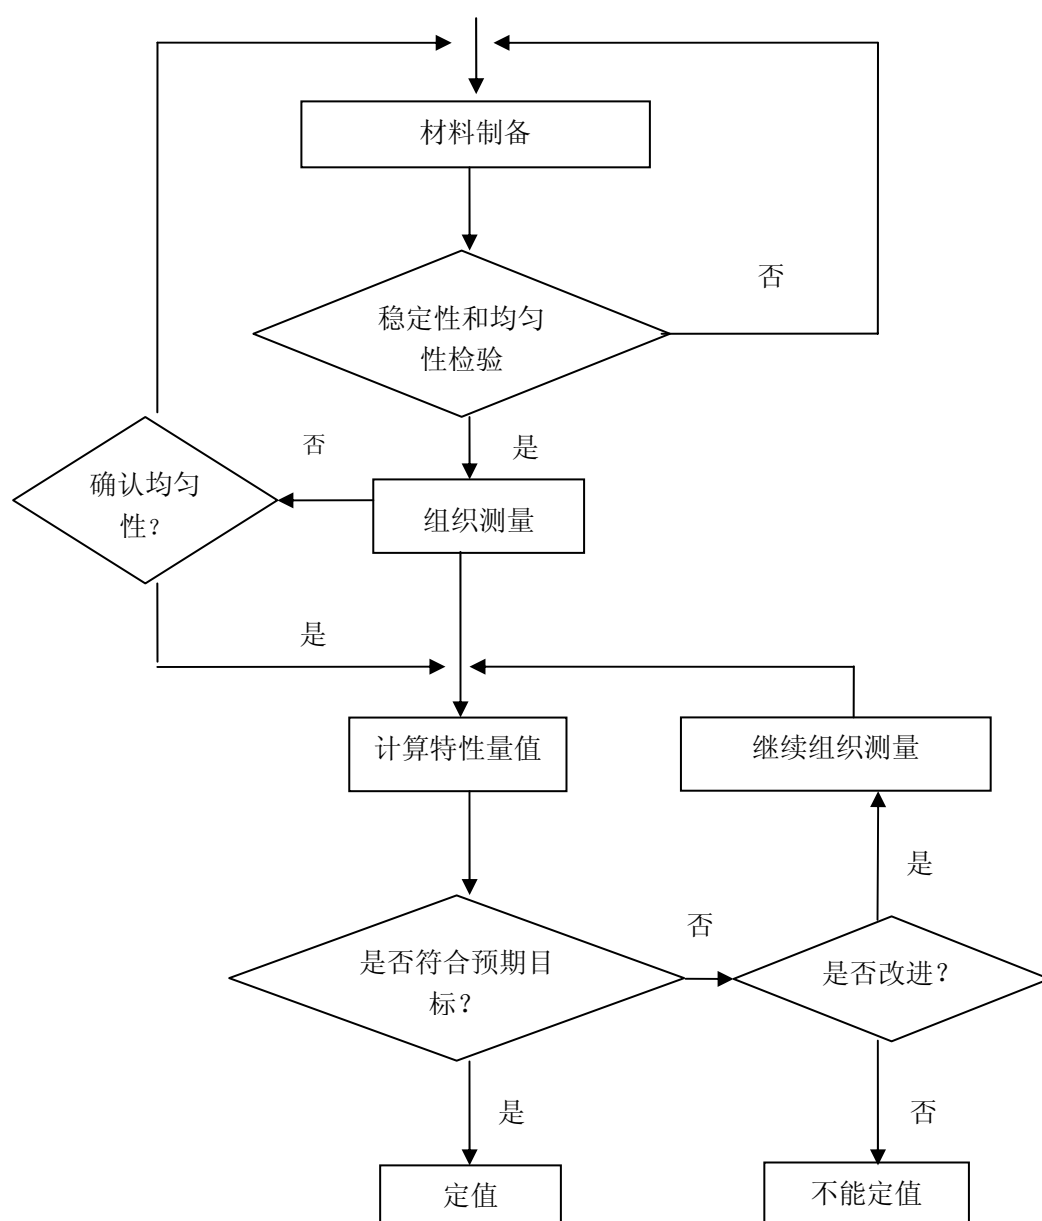 材料制备
否
稳定性和均匀
性检验
否
是
确认均匀
性？
组织测量
是
计算特性量值
继续组织测量
是
否
是否符合预期目
标？
是否改进？
是
否
定值
不能定值